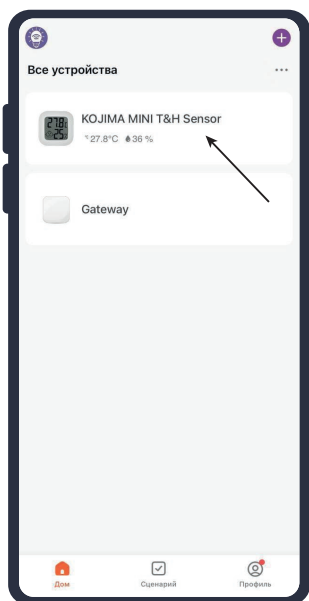 Все устройства
KOJIMA MINI T&H Sensor
27.8°C 36 %
Gateway
Дом
Сценарий
Профиль